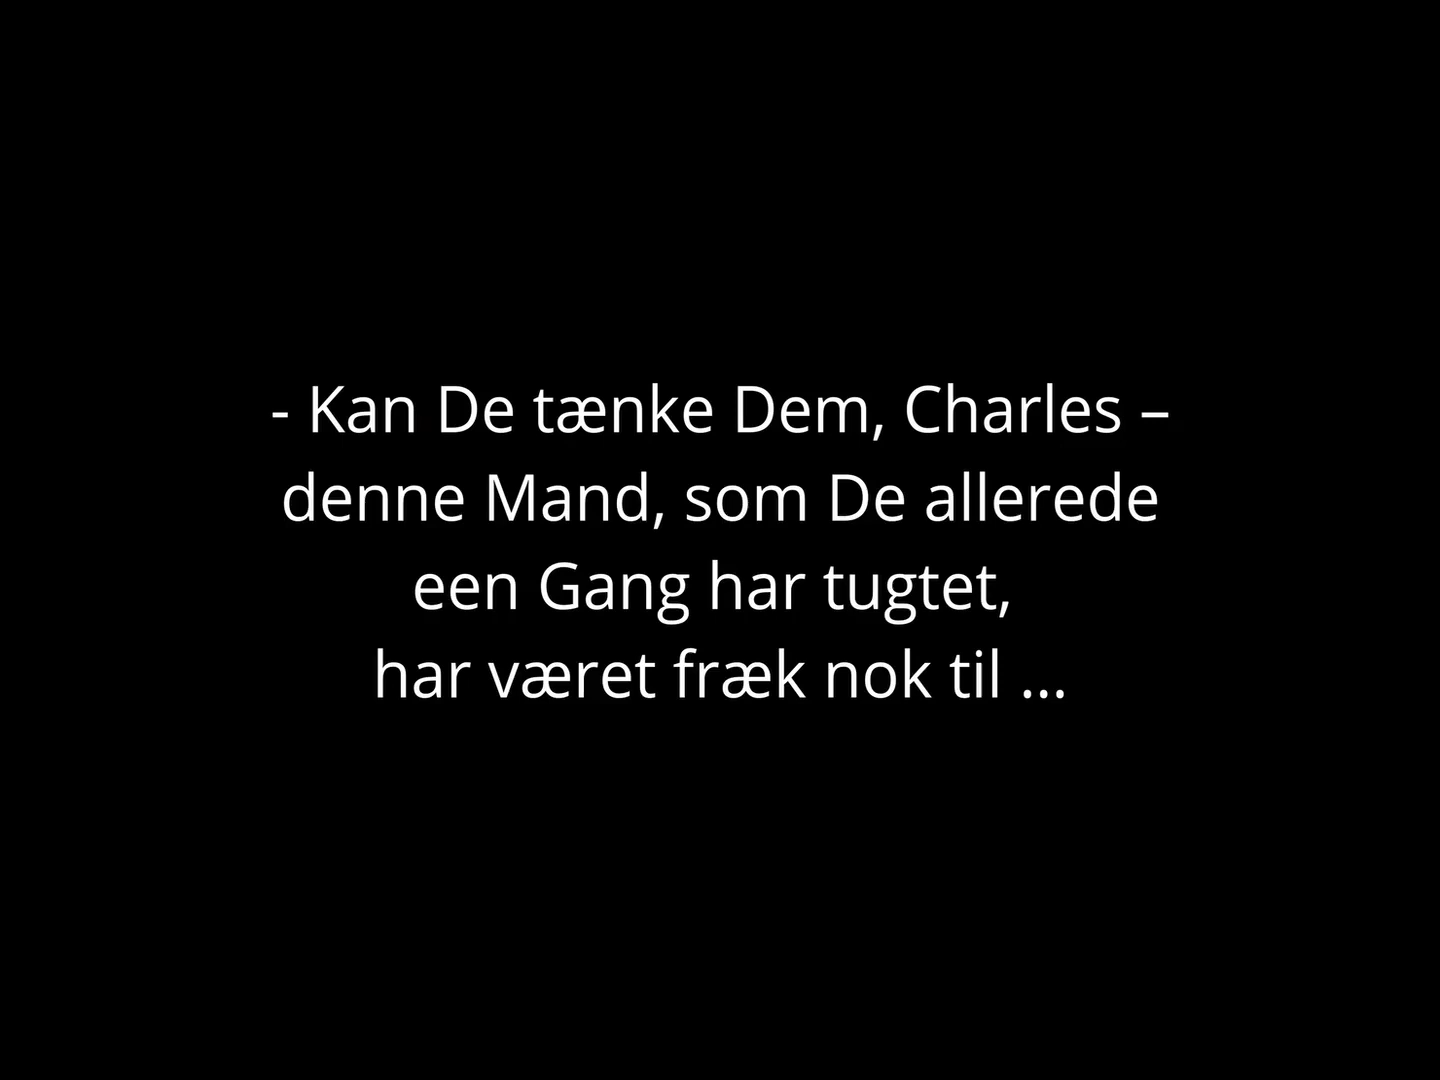 - Kan De tænke Dem, Charles –
denne Mand, som De allerede
een Gang har tugtet,
har været fræk nok til ...